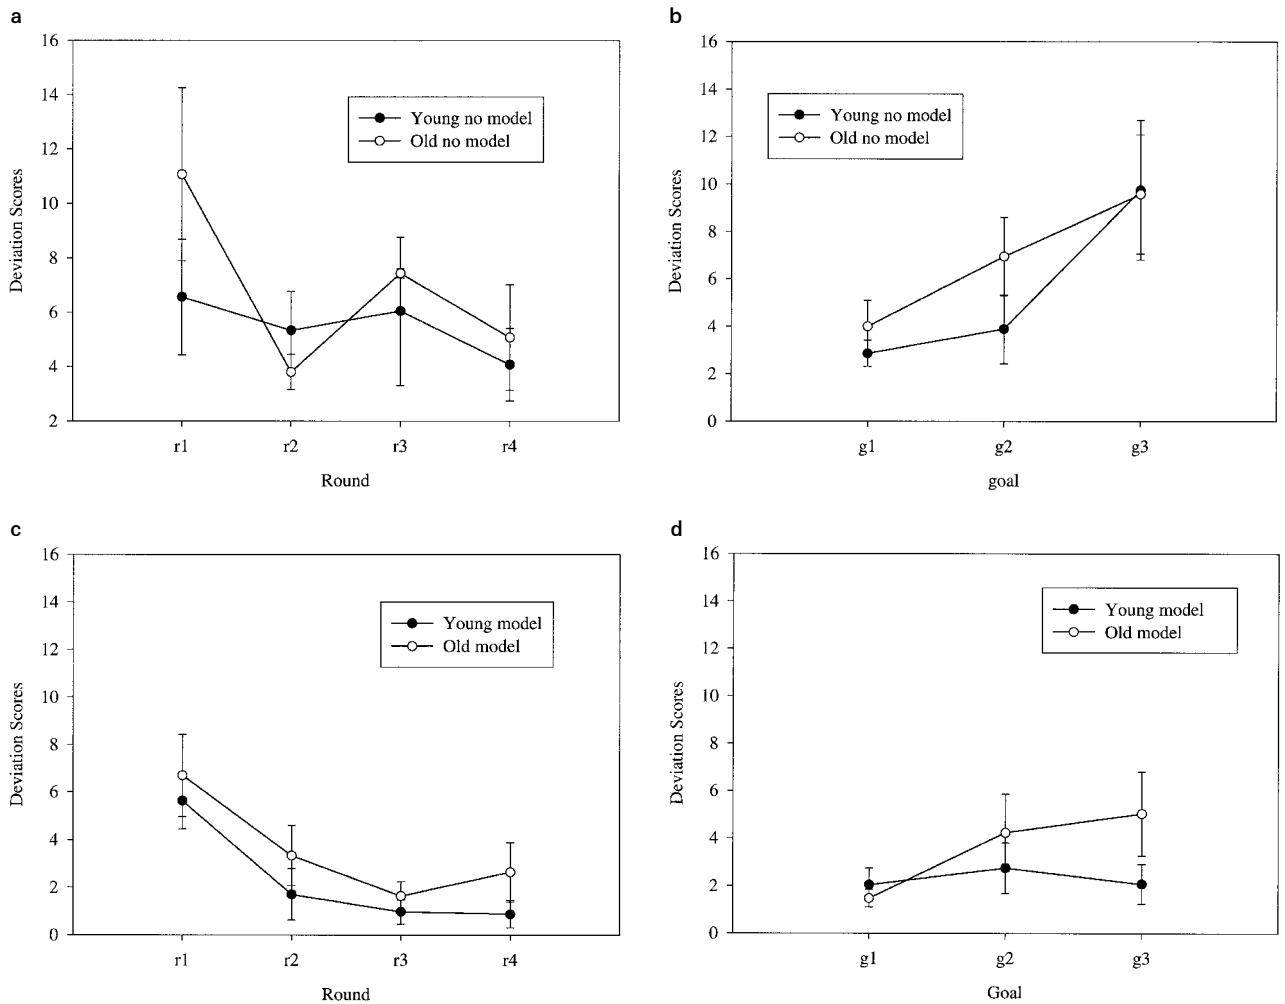 a
16
14
12
10
8
6
4
2
Deviation Scores
Young no model
Old no model
r1 r2 r3 r4
Round
b
16
14
12
10
8
6
4
2
0
Deviation Scores
Young no model
Old no model
g1 g2 g3
goal
c
16
14
12
10
8
6
4
2
0
Deviation Scores
Young model
Old model
r1 r2 r3 r4
Round
d
16
14
12
10
8
6
4
2
0
Deviation Scores
Young model
Old model
g1 g2 g3
Goal